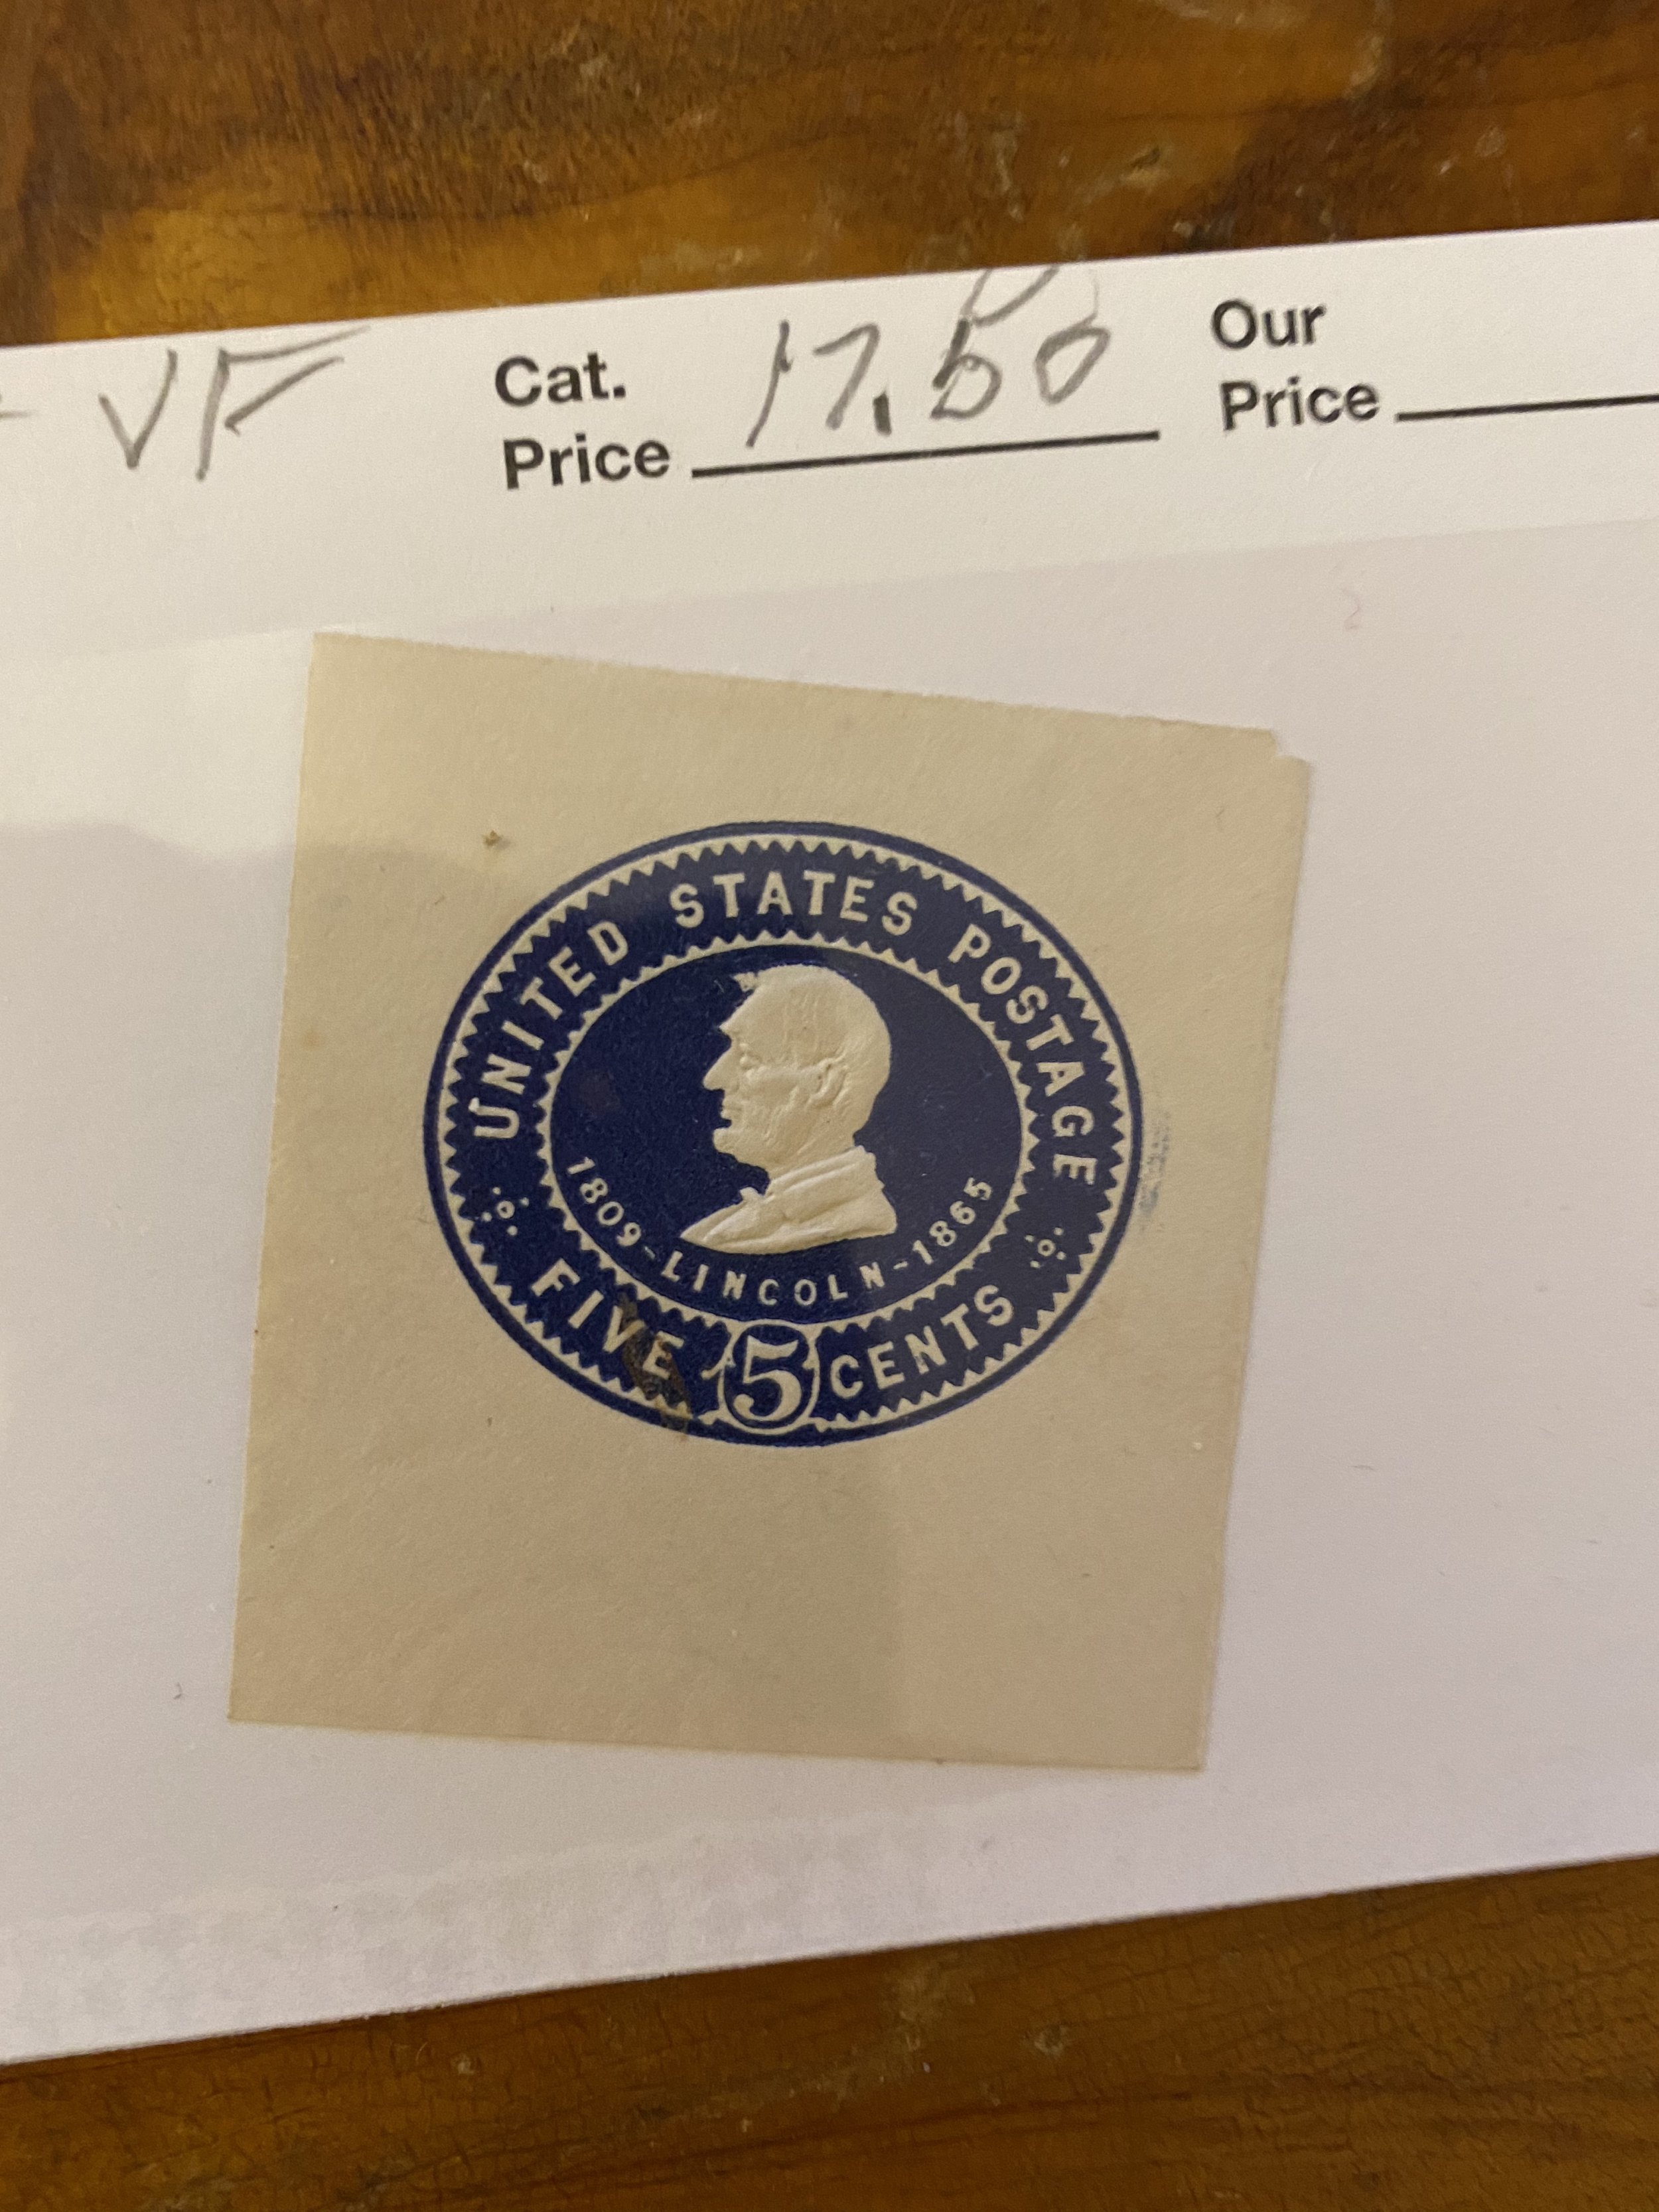 VF Cat. Price 17.50 Our Price
UNITED STATES POSTAGE
1809-LINCOLN-1865
FIVE 5 CENTS